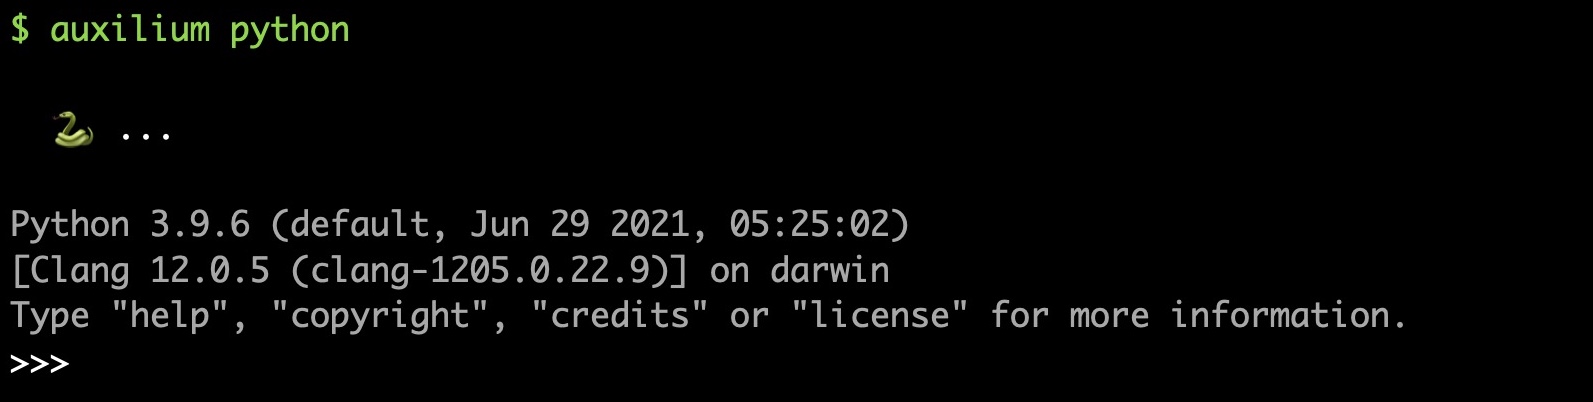 $ auxilium python
🐍 ...
Python 3.9.6 (default, Jun 29 2021, 05:25:02)
[Clang 12.0.5 (clang-1205.0.22.9)] on darwin
Type "help", "copyright", "credits" or "license" for more information.
>>>